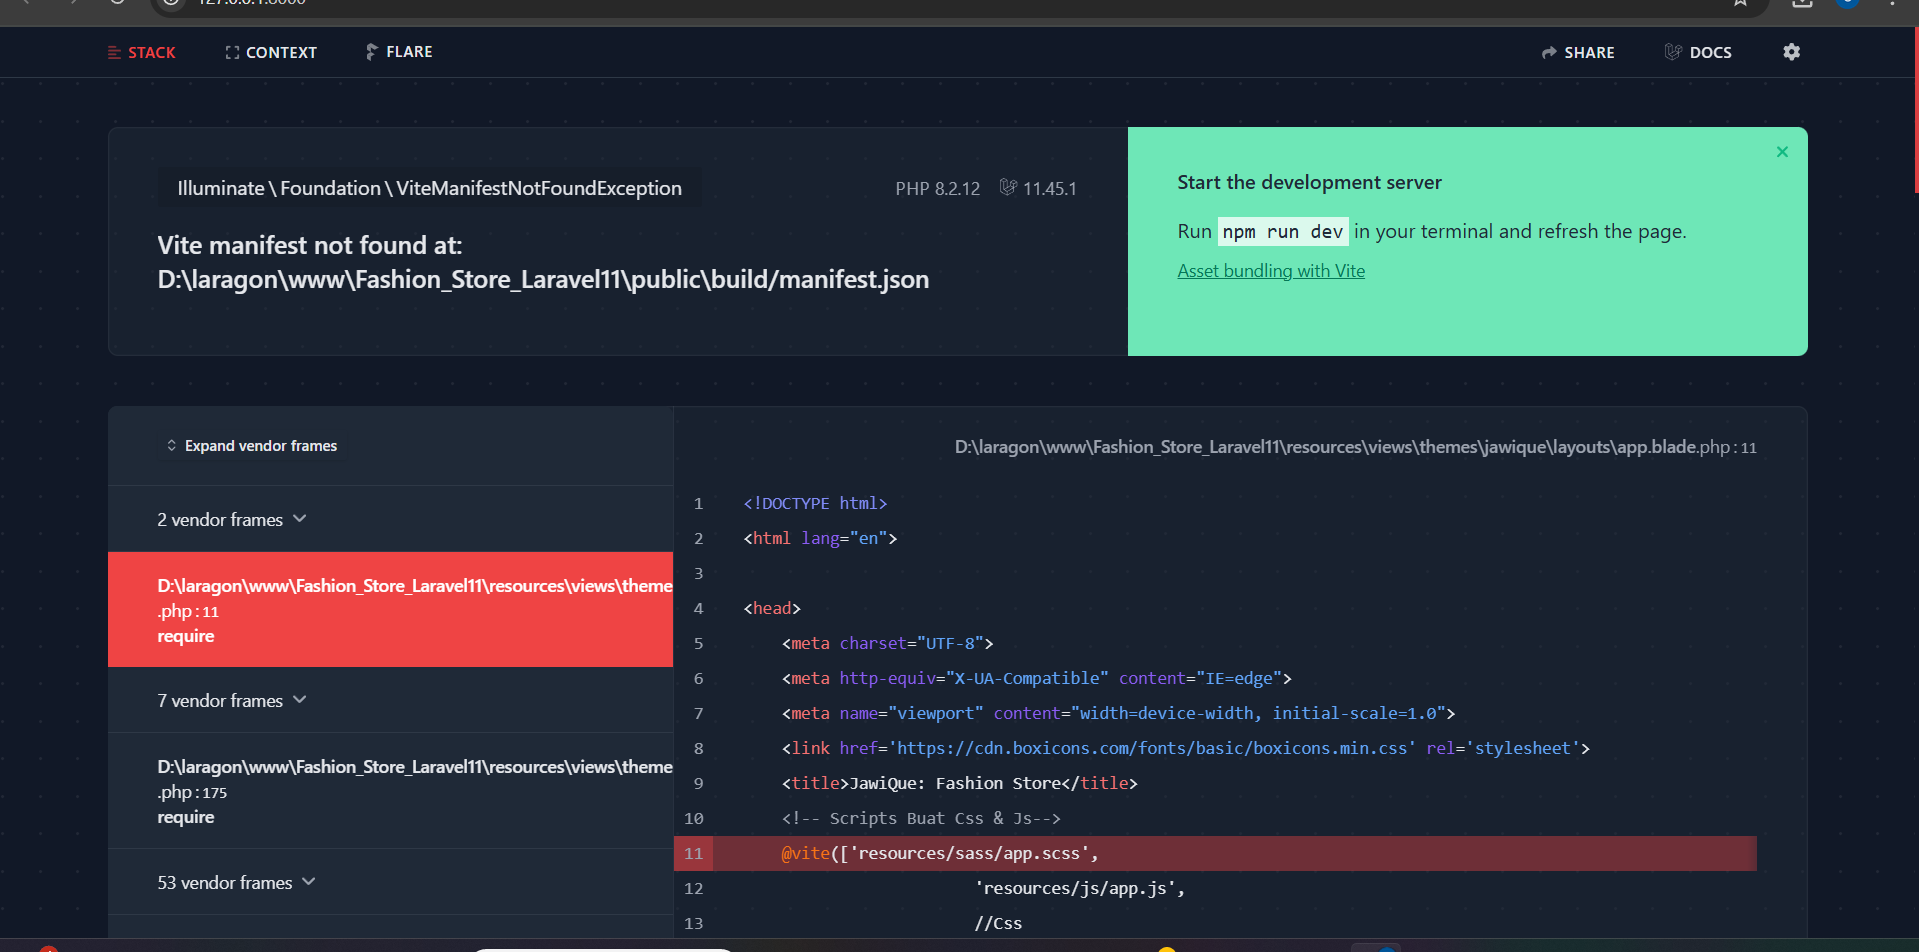 STACK
CONTEXT
FLARE
SHARE
DOCS
Illuminate \ Foundation \ ViteManifestNotFoundException
PHP 8.2.12
11.45.1
Vite manifest not found at:
D:\laragon\www\Fashion_Store_Laravel11\public\build/manifest.json
Start the development server
Run npm run dev in your terminal and refresh the page.
Asset bundling with Vite
Expand vendor frames
2 vendor frames
D:\laragon\www\Fashion_Store_Laravel11\resources\views\theme
.php : 11
require
7 vendor frames
D:\laragon\www\Fashion_Store_Laravel11\resources\views\theme
.php : 175
require
53 vendor frames
D:\laragon\www\Fashion_Store_Laravel11\resources\views\themes\jawique\layouts\app.blade.php : 11
1 <!DOCTYPE html>
2 <html lang="en">
3
4 <head>
5 <meta charset="UTF-8">
6 <meta http-equiv="X-UA-Compatible" content="IE=edge">
7 <meta name="viewport" content="width=device-width, initial-scale=1.0">
8 <link href='https://cdn.boxicons.com/fonts/basic/boxicons.min.css' rel='stylesheet'>
9 <title>JawiQue: Fashion Store</title>
10 <!-- Scripts Buat Css & Js-->
11 @vite(['resources/sass/app.scss',
12 'resources/js/app.js',
13 //Css